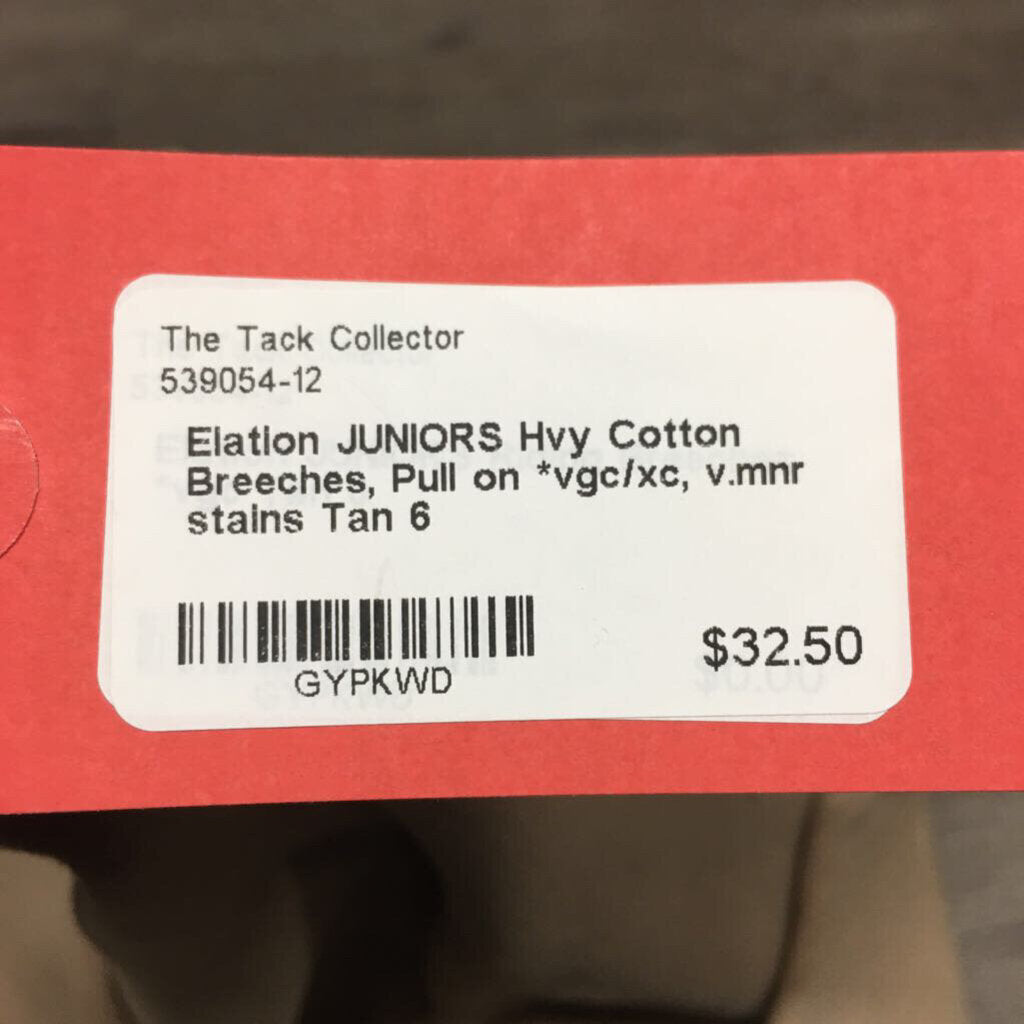 The Tack Collector
539054-12
Elation JUNIORS Hvy Cotton
Breeches, Pull on *vgc/xc, v.mnr
stains Tan 6
GYPKWD
$32.50